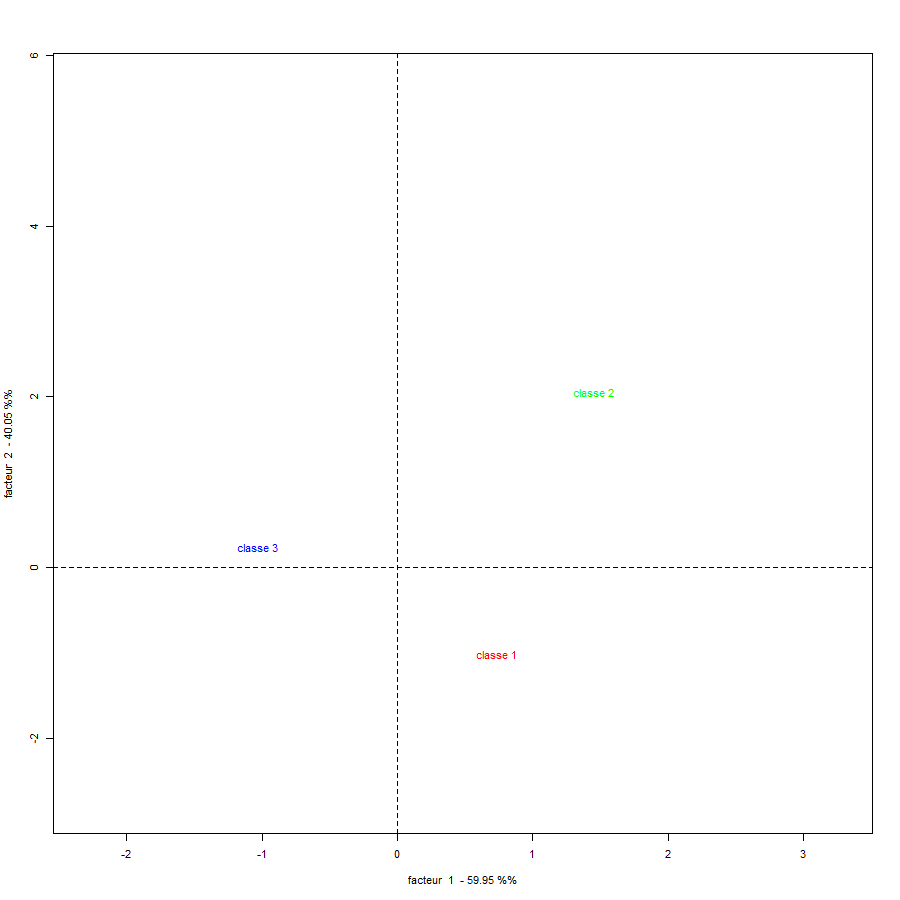 6
4
2
0
-2
facteur 2 - 40.05 %%
classe 2
classe 3
classe 1
-2 -1 0 1 2 3
facteur 1 - 59.95 %%